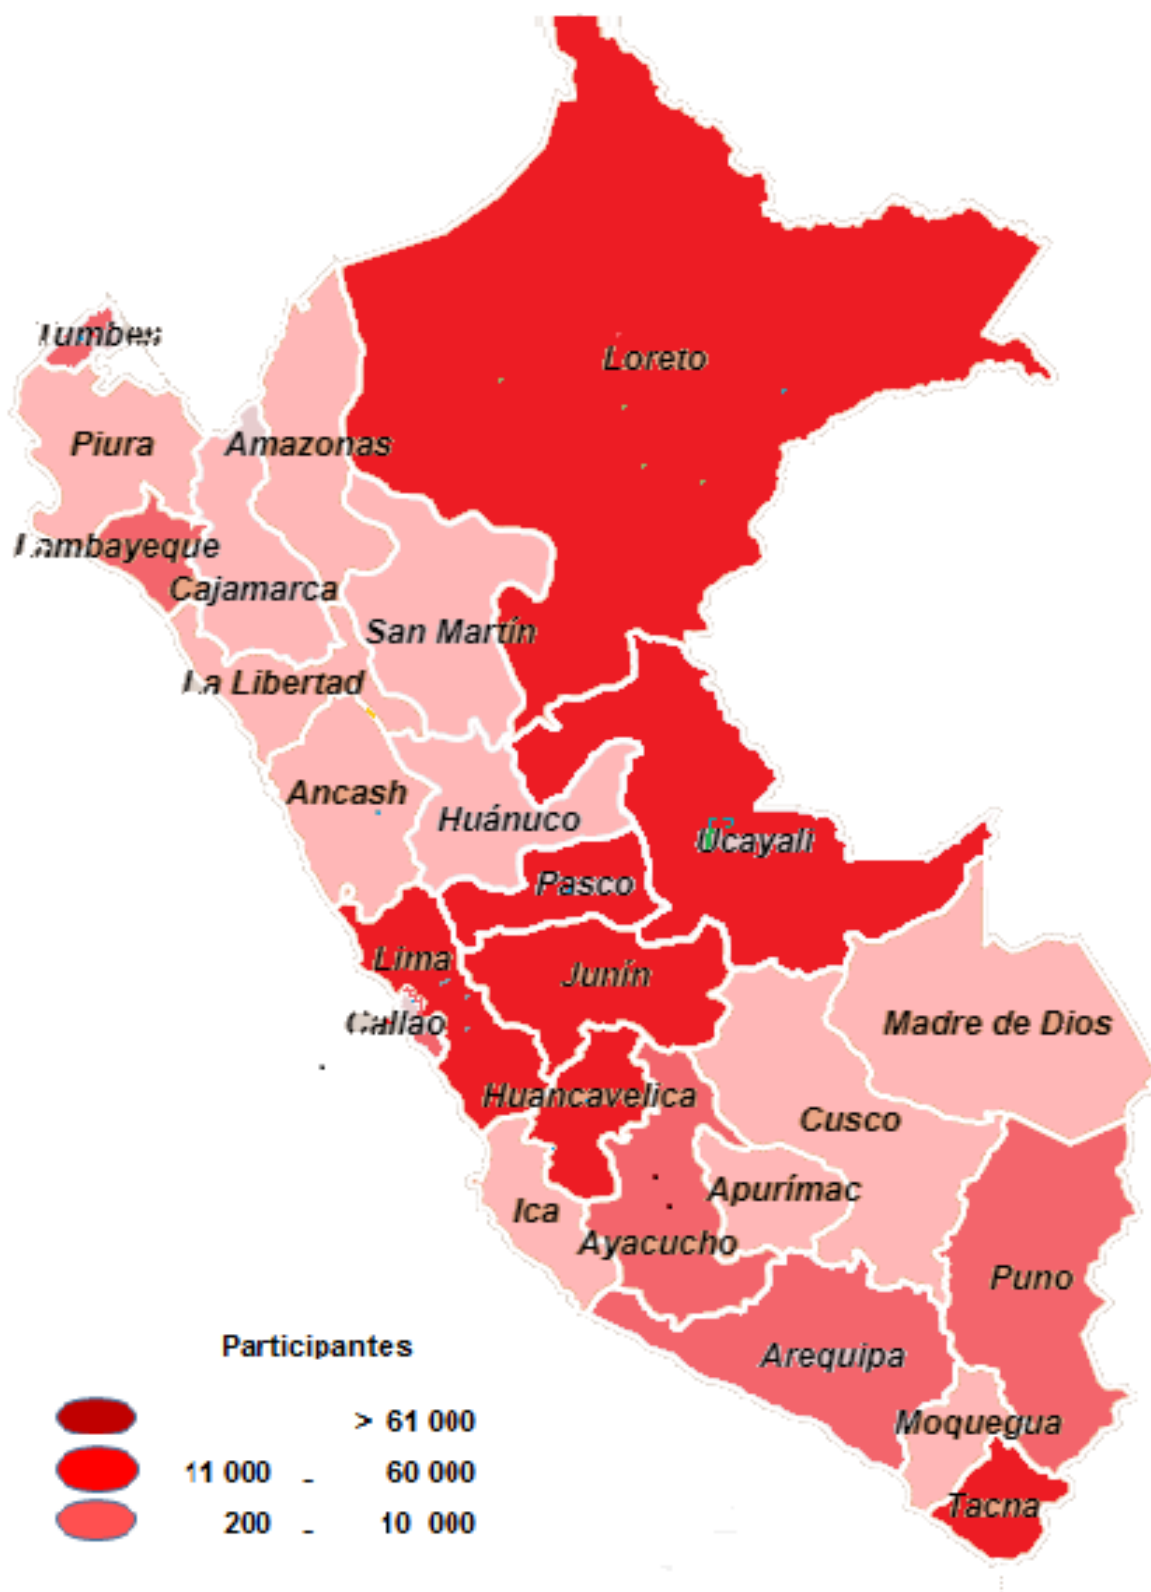 Tumbes
Loreto
Piura
Amazonas
Lambayeque
Cajamarca
San Martín
La Libertad
Ancash
Huánuco
Ucayali
Pasco
Lima
Junín
Callao
Madre de Dios
Huancavelica
Cusco
Apurímac
Ica
Ayacucho
Puno
Arequipa
Moquegua
Tacna
Participantes
> 61 000
11 000 - 60 000
200 - 10 000